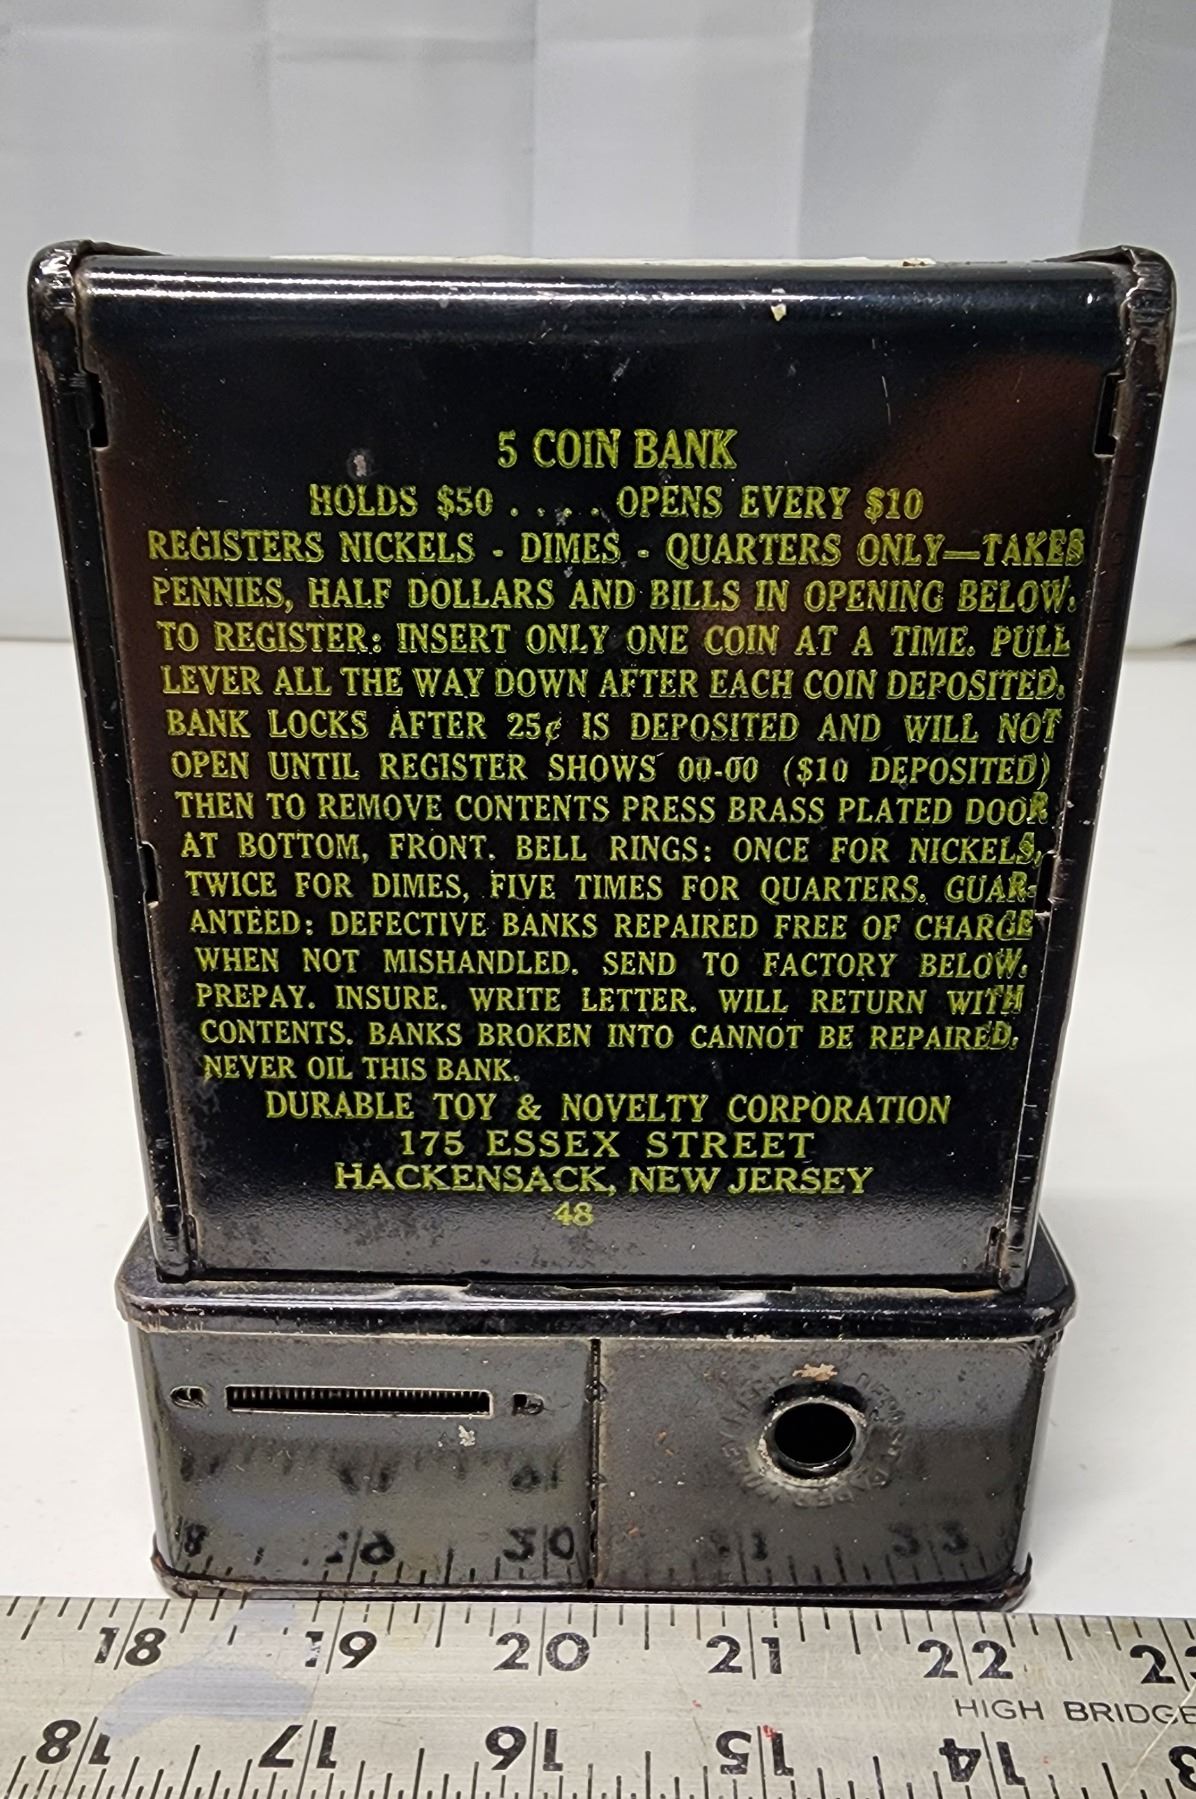 5 COIN BANK
HOLDS $50 . . . . OPENS EVERY $10
REGISTERS NICKELS - DIMES - QUARTERS ONLY—TAKES
PENNIES, HALF DOLLARS AND BILLS IN OPENING BELOW.
TO REGISTER: INSERT ONLY ONE COIN AT A TIME. PULL
LEVER ALL THE WAY DOWN AFTER EACH COIN DEPOSITED.
BANK LOCKS AFTER 25¢ IS DEPOSITED AND WILL NOT
OPEN UNTIL REGISTER SHOWS 00-00 ($10 DEPOSITED)
THEN TO REMOVE CONTENTS PRESS BRASS PLATED DOOR
AT BOTTOM, FRONT. BELL RINGS: ONCE FOR NICKELS,
TWICE FOR DIMES, FIVE TIMES FOR QUARTERS. GUAR-
ANTEED: DEFECTIVE BANKS REPAIRED FREE OF CHARGE
WHEN NOT MISHANDLED. SEND TO FACTORY BELOW.
PREPAY. INSURE. WRITE LETTER. WILL RETURN WITH
CONTENTS. BANKS BROKEN INTO CANNOT BE REPAIRED.
NEVER OIL THIS BANK.
DURABLE TOY & NOVELTY CORPORATION
175 ESSEX STREET
HACKENSACK, NEW JERSEY
48
18 19 20 21 22
HIGH BRIDGE
18 17 16 15 14